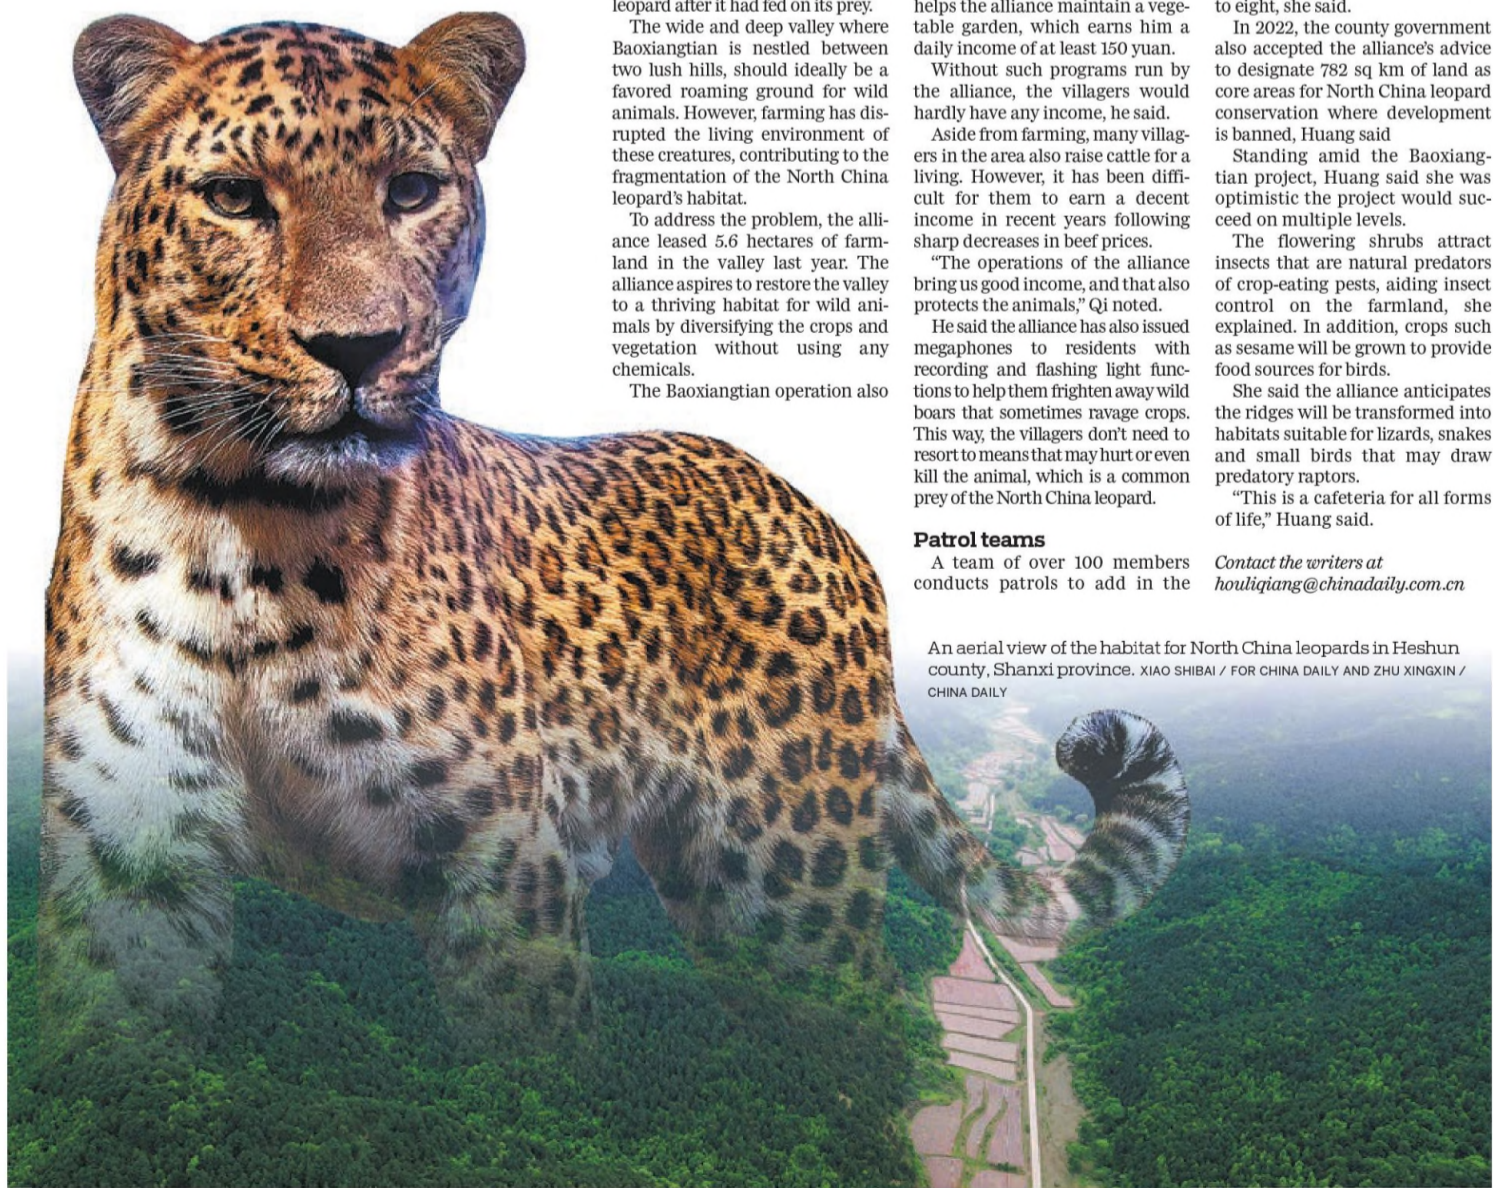 leopard after it had fed on its prey.
The wide and deep valley where
Baoxiangtian is nestled between
two lush hills, should ideally be a
favored roaming ground for wild
animals. However, farming has dis-
rupted the living environment of
these creatures, contributing to the
fragmentation of the North China
leopard's habitat.
To address the problem, the alli-
ance leased 5.6 hectares of farm-
land in the valley last year. The
alliance aspires to restore the valley
to a thriving habitat for wild ani-
mals by diversifying the crops and
vegetation without using any
chemicals.
The Baoxiangtian operation also
helps the alliance maintain a vege-
table garden, which earns him a
daily income of at least 150 yuan.
Without such programs run by
the alliance, the villagers would
hardly have any income, he said.
Aside from farming, many villag-
ers in the area also raise cattle for a
living. However, it has been diffi-
cult for them to earn a decent
income in recent years following
sharp decreases in beef prices.
“The operations of the alliance
bring us good income, and that also
protects the animals,” Qi noted.
He said the alliance has also issued
megaphones to residents with
recording and flashing light func-
tions to help them frighten away wild
boars that sometimes ravage crops.
This way, the villagers don't need to
resort to means that may hurt or even
kill the animal, which is a common
prey of the North China leopard.
Patrol teams
A team of over 100 members
conducts patrols to add in the
to eight, she said.
In 2022, the county government
also accepted the alliance's advice
to designate 782 sq km of land as
core areas for North China leopard
conservation where development
is banned, Huang said
Standing amid the Baoxiang-
tian project, Huang said she was
optimistic the project would suc-
ceed on multiple levels.
The flowering shrubs attract
insects that are natural predators
of crop-eating pests, aiding insect
control on the farmland, she
explained. In addition, crops such
as sesame will be grown to provide
food sources for birds.
She said the alliance anticipates
the ridges will be transformed into
habitats suitable for lizards, snakes
and small birds that may draw
predatory raptors.
“This is a cafeteria for all forms
of life,” Huang said.
Contact the writers at
houliqiang@chinadaily.com.cn
An aerial view of the habitat for North China leopards in Heshun
county, Shanxi province. XIAO SHIBAI / FOR CHINA DAILY AND ZHU XINGXIN /
CHINA DAILY